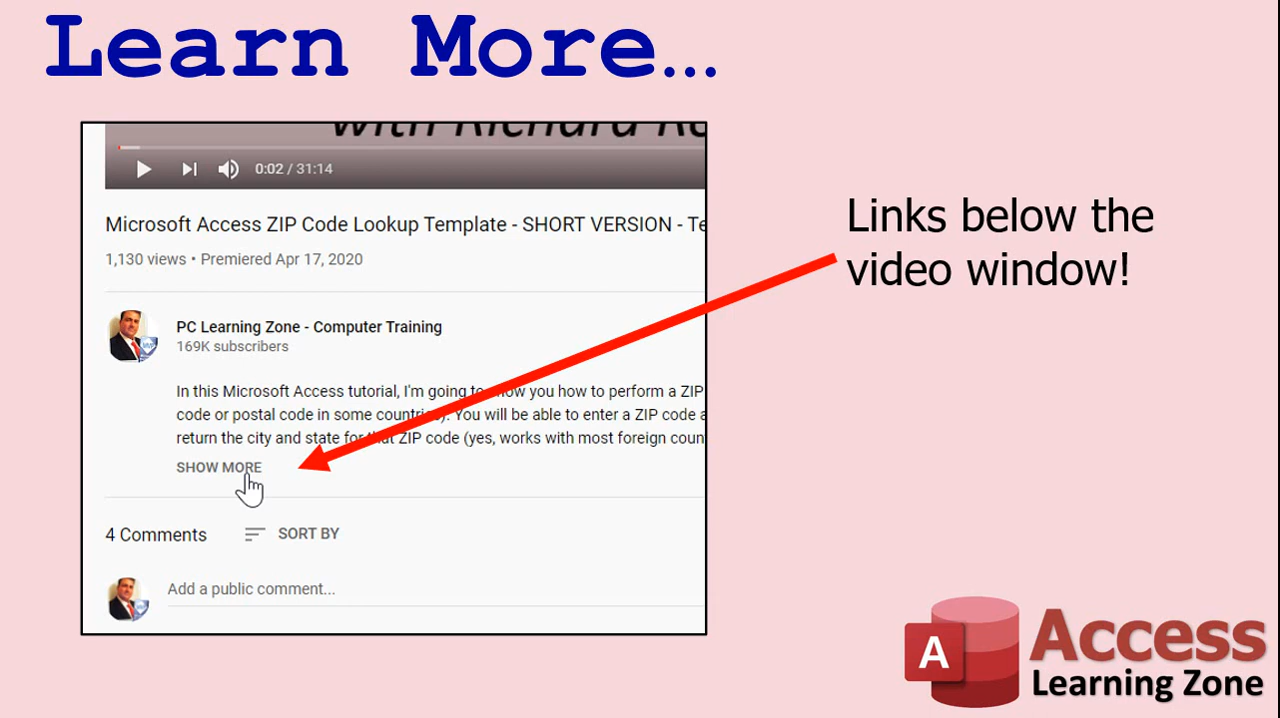 Learn More...
with Richard
0:02 / 31:14
Microsoft Access ZIP Code Lookup Template - SHORT VERSION - Te
1,130 views • Premiered Apr 17, 2020
PC Learning Zone - Computer Training
169K subscribers
In this Microsoft Access tutorial, I'm going to show you how to perform a ZIP
code or postal code in some countries). You will be able to enter a ZIP code a
return the city and state for that ZIP code (yes, works with most foreign coun
SHOW MORE
4 Comments
SORT BY
Add a public comment...
Links below the
video window!
A
Access
Learning Zone